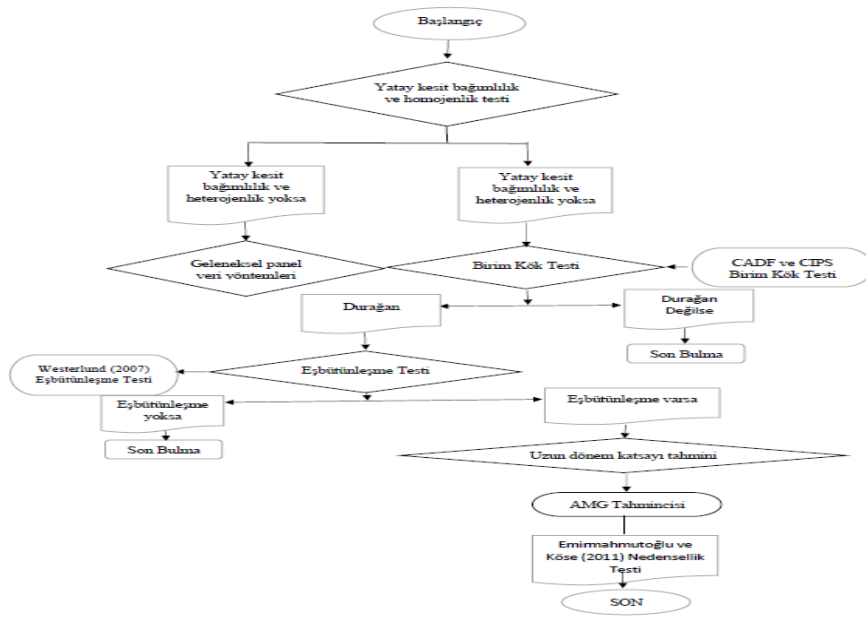 Başlangıç
Yatay kesit bağımlılık
ve homojenlik testi
Yatay kesit
bağımlılık ve
heterojenlik yoksa
Yatay kesit
bağımlılık ve
heterojenlik yoksa
Geleneksel panel
veri yöntemleri
Birim Kök Testi
CADF ve CIPS
Birim Kök Testi
Durağan
Durağan
Değilse
Son Bulma
Westerlund (2007)
Eşbütünleşme Testi
Eşbütünleşme Testi
Eşbütünleşme
yoksa
Eşbütünleşme varsa
Son Bulma
Uzun dönem katsayı tahmini
AMG Tahmincisi
Emirmahmutoğlu ve
Köse (2011) Nedensellik
Testi
SON